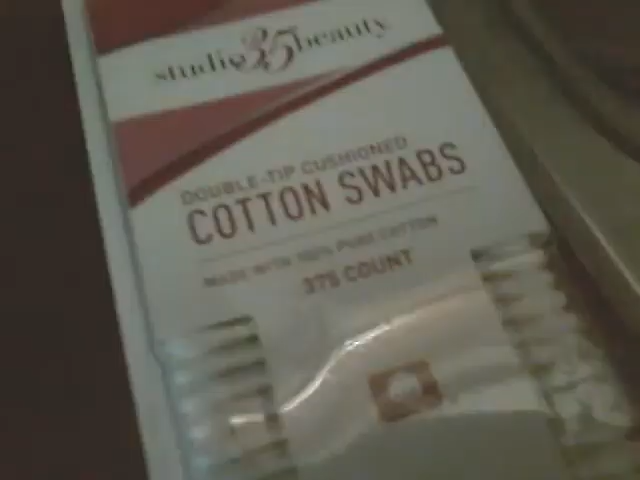 studio 35 beauty
DOUBLE-TIP CUSHIONED
COTTON SWABS
MADE WITH 100% PURE COTTON
375 COUNT